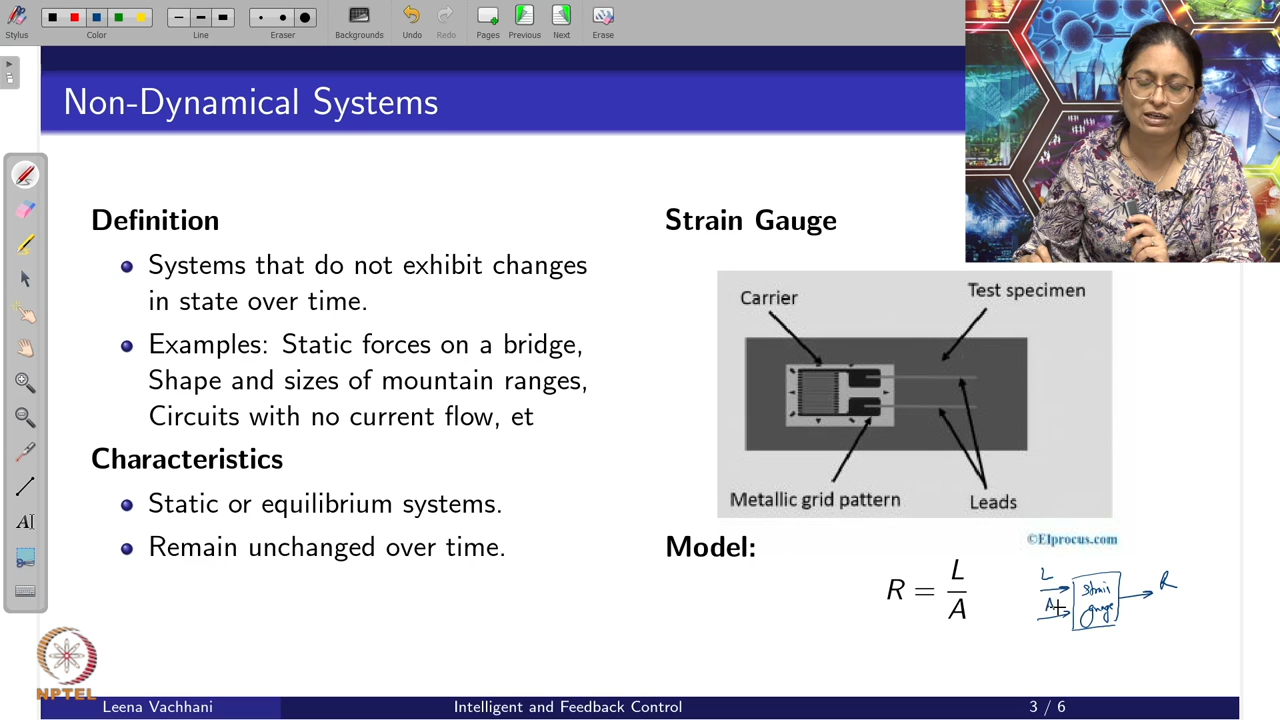 Stylus
Color
Line
Eraser
Backgrounds
Undo
Redo
Pages
Previous
Next
Erase
Non-Dynamical Systems
Definition
Systems that do not exhibit changes
in state over time.
Examples: Static forces on a bridge,
Shape and sizes of mountain ranges,
Circuits with no current flow, et
Characteristics
Static or equilibrium systems.
Remain unchanged over time.
Strain Gauge
Carrier
Test specimen
Metallic grid pattern
Leads
©Elprocus.com
Model:
R = L/A
L
A
Strain
guage
R
AI
NPTEL
Leena Vachhani
Intelligent and Feedback Control
3 / 6